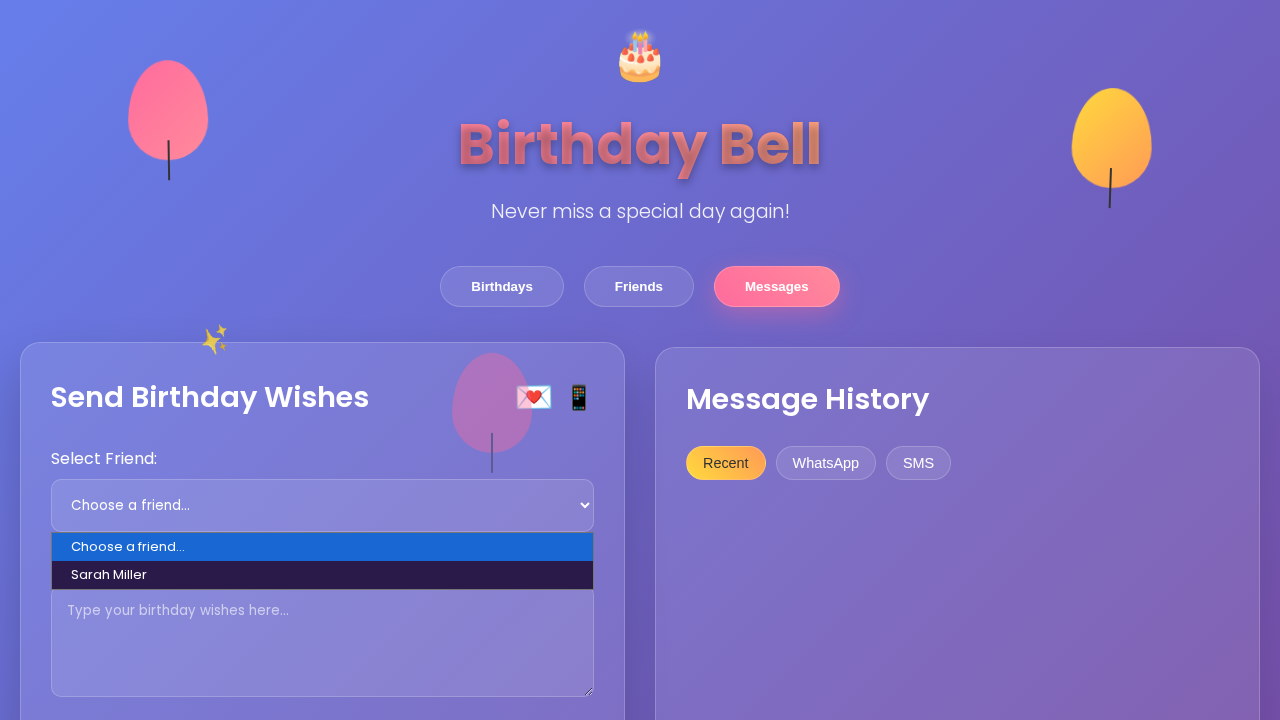 Birthday Bell
Never miss a special day again!
Birthdays
Friends
Messages
Send Birthday Wishes
Select Friend:
Choose a friend...
Choose a friend...
Sarah Miller
Type your birthday wishes here...
Message History
Recent
WhatsApp
SMS